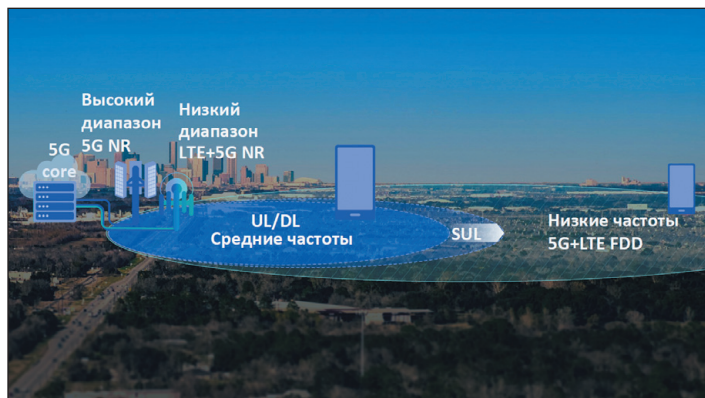 Высокий
диапазон
5G NR
Низкий
диапазон
LTE+5G NR
5G
core
UL/DL
Средние частоты
SUL
Низкие частоты
5G+LTE FDD